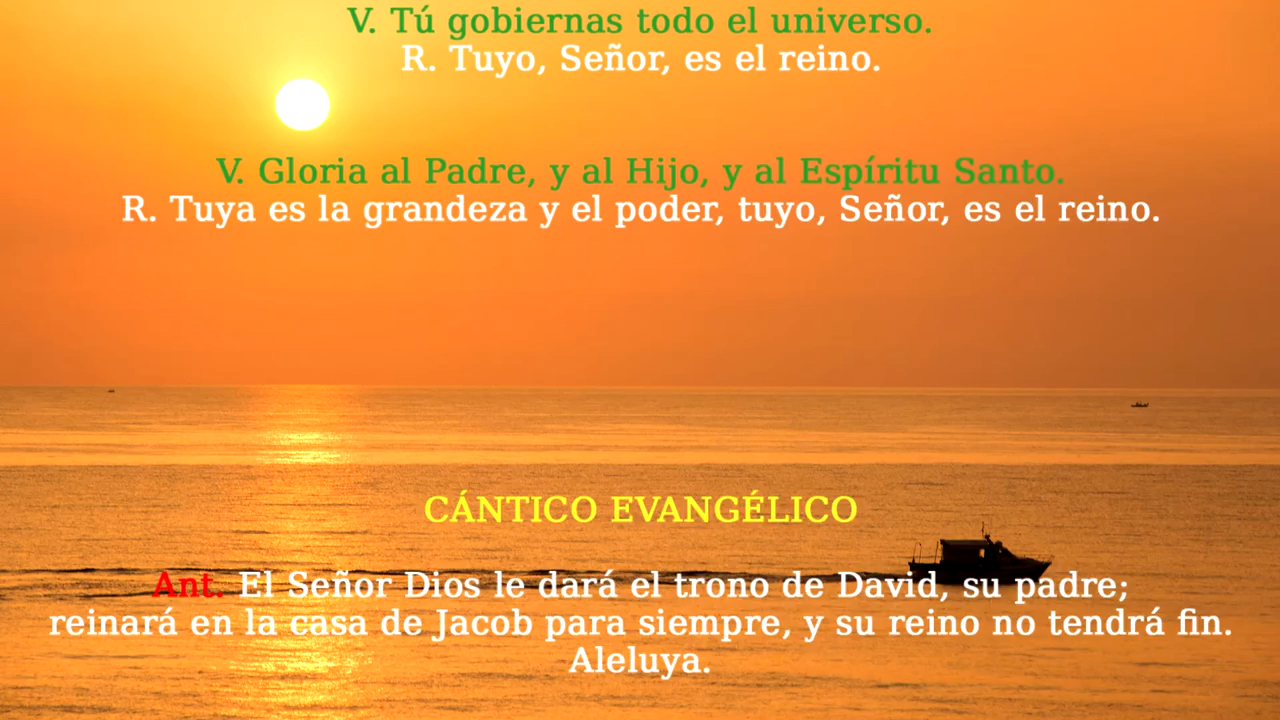 V. Tú gobiernas todo el universo.
R. Tuyo, Señor, es el reino.
V. Gloria al Padre, y al Hijo, y al Espíritu Santo.
R. Tuya es la grandeza y el poder, tuyo, Señor, es el reino.
CÁNTICO EVANGÉLICO
Ant. El Señor Dios le dará el trono de David, su padre;
reinará en la casa de Jacob para siempre, y su reino no tendrá fin.
Aleluya.